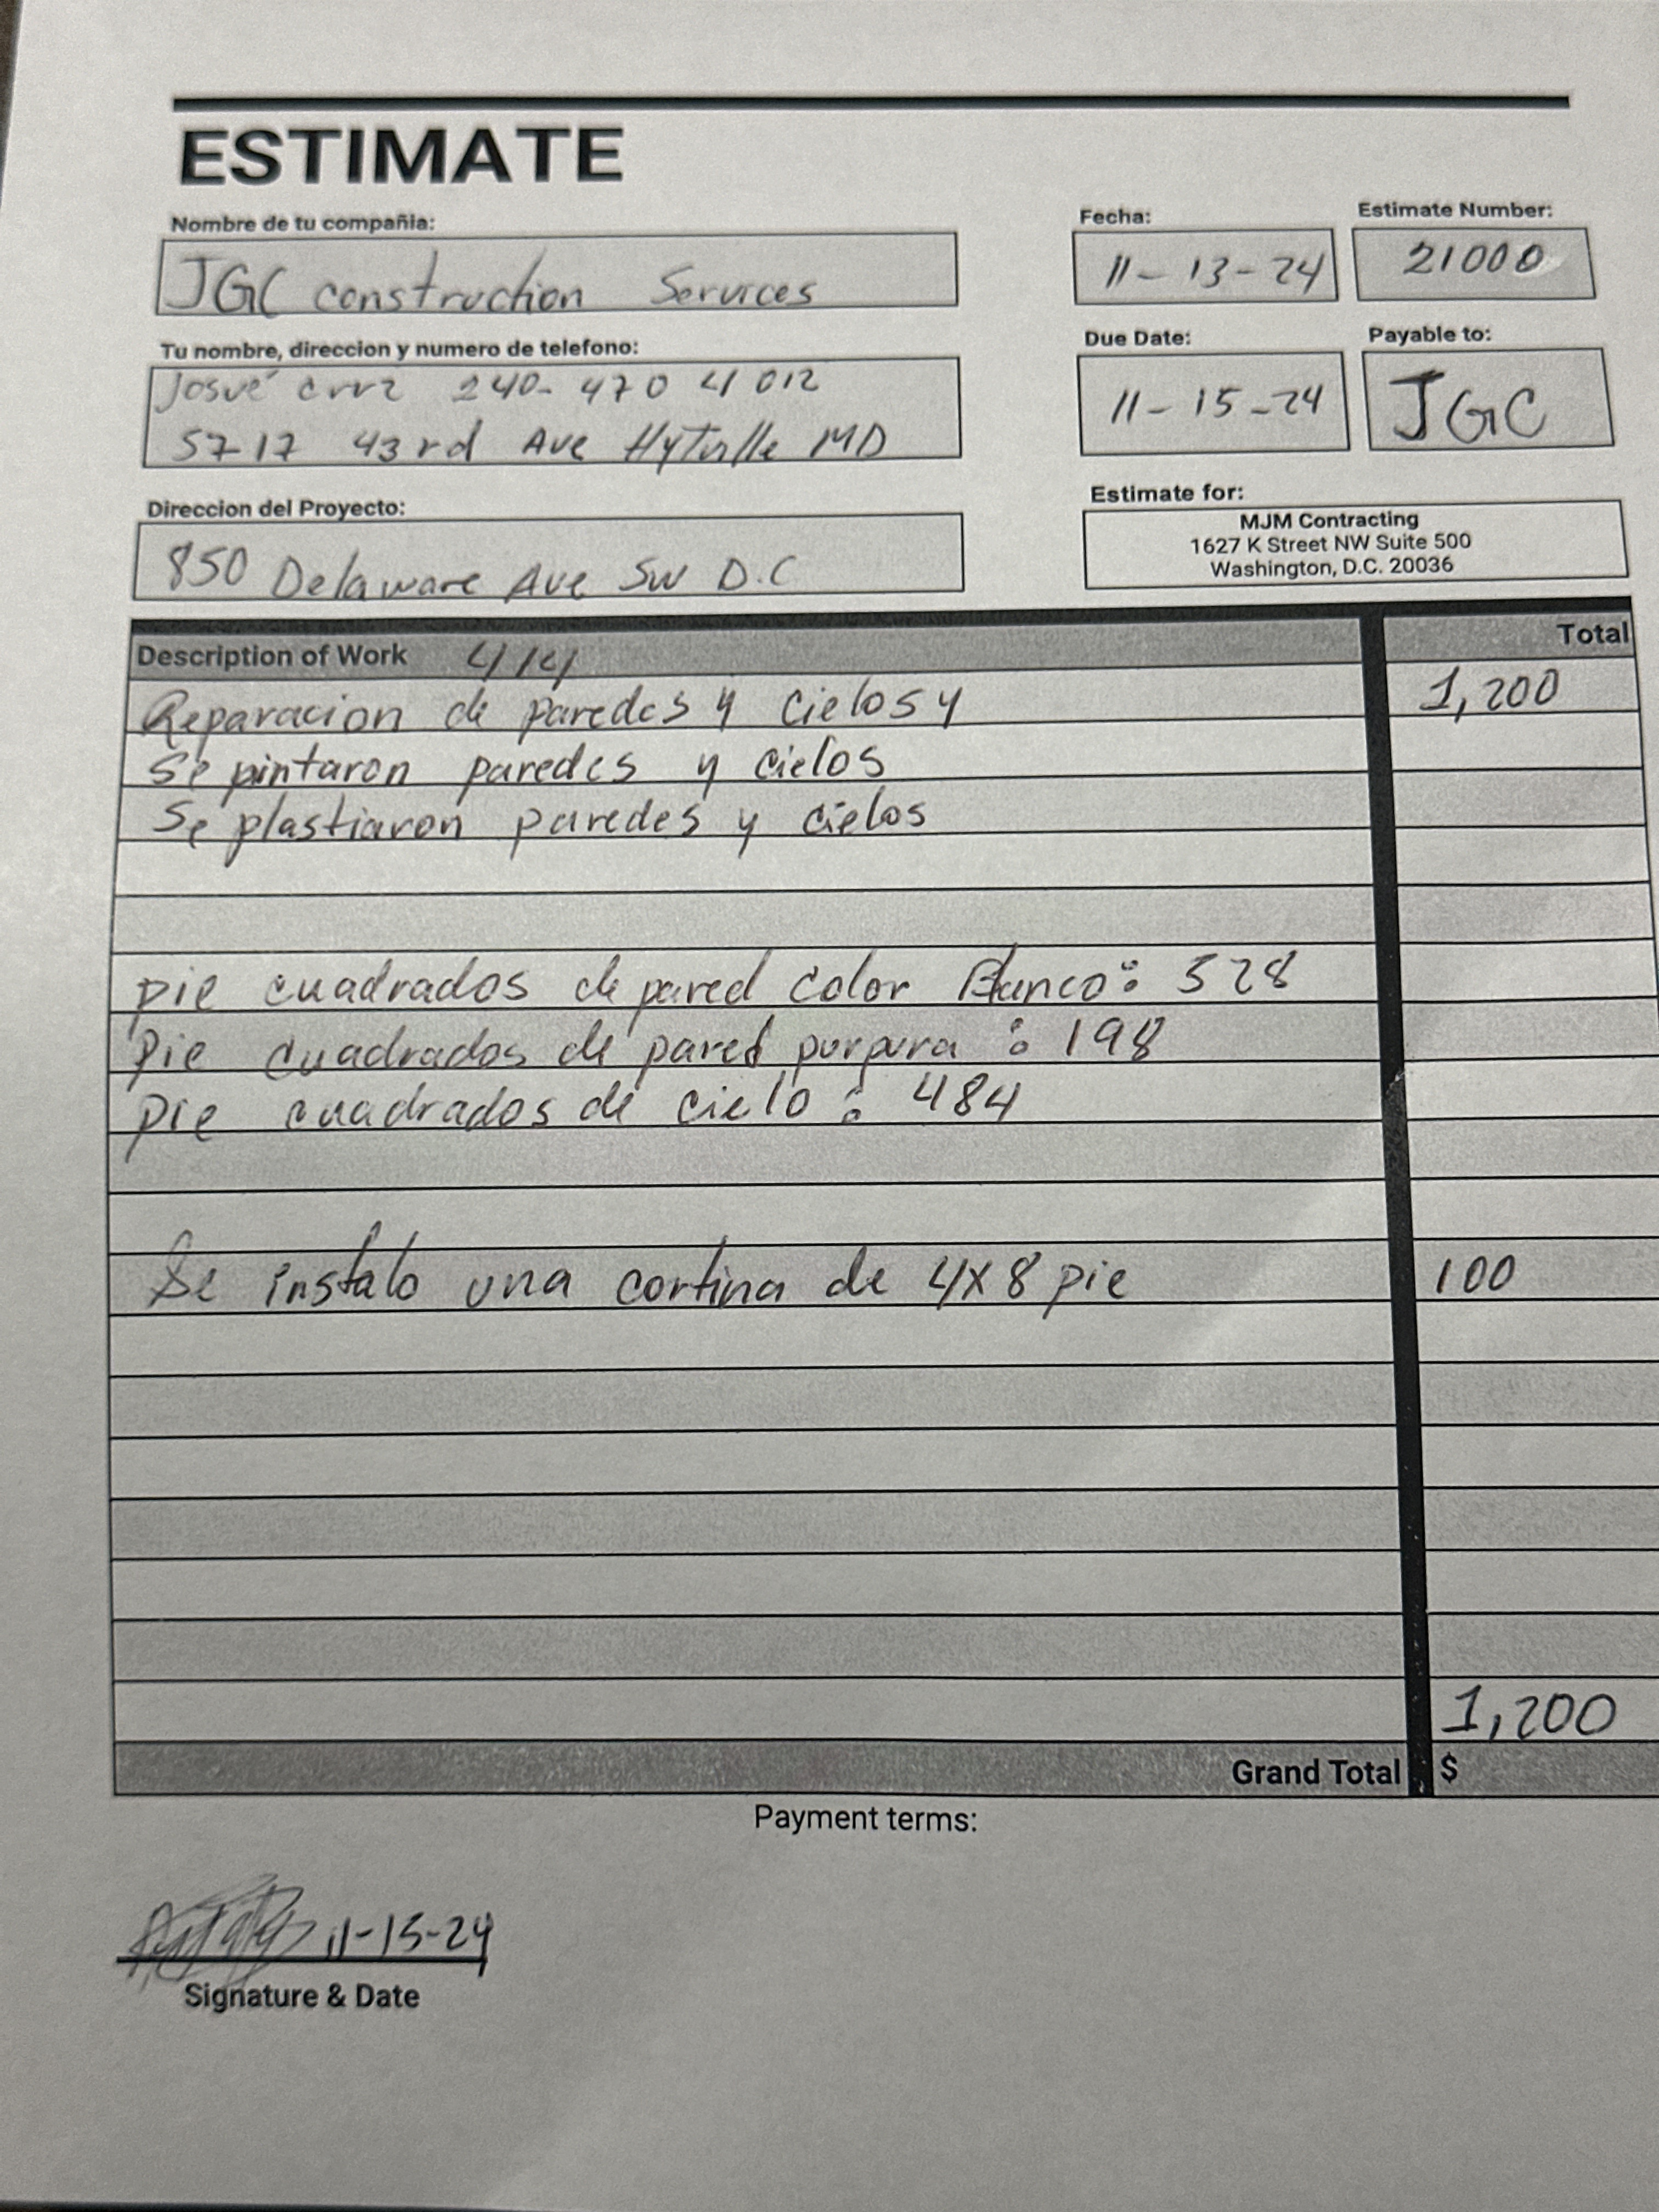 ESTIMATE
Nombre de tu compañia:
JGC construction Services
Fecha:
11-13-24
Estimate Number:
21000
Tu nombre, direccion y numero de telefono:
Josué cruz 240-470 4012
5717 43rd Ave Hytville MD
Due Date:
11-15-24
Payable to:
JGC
Direccion del Proyecto:
850 Delaware Ave SW D.C
Estimate for:
MJM Contracting
1627 K Street NW Suite 500
Washington, D.C. 20036
Description of Work 414 Total
Reparacion de paredes y cielos y 1,200
Se pintaron paredes y cielos
Se plastiaron paredes y cielos
pie cuadrados de pared color Blanco: 528
Pie cuadrados de pared purpura: 198
pie cuadrados de cielo: 484
Se instalo una cortina de 4x8 pie 100
1,200
Grand Total $
Payment terms:
11-15-24
Signature & Date